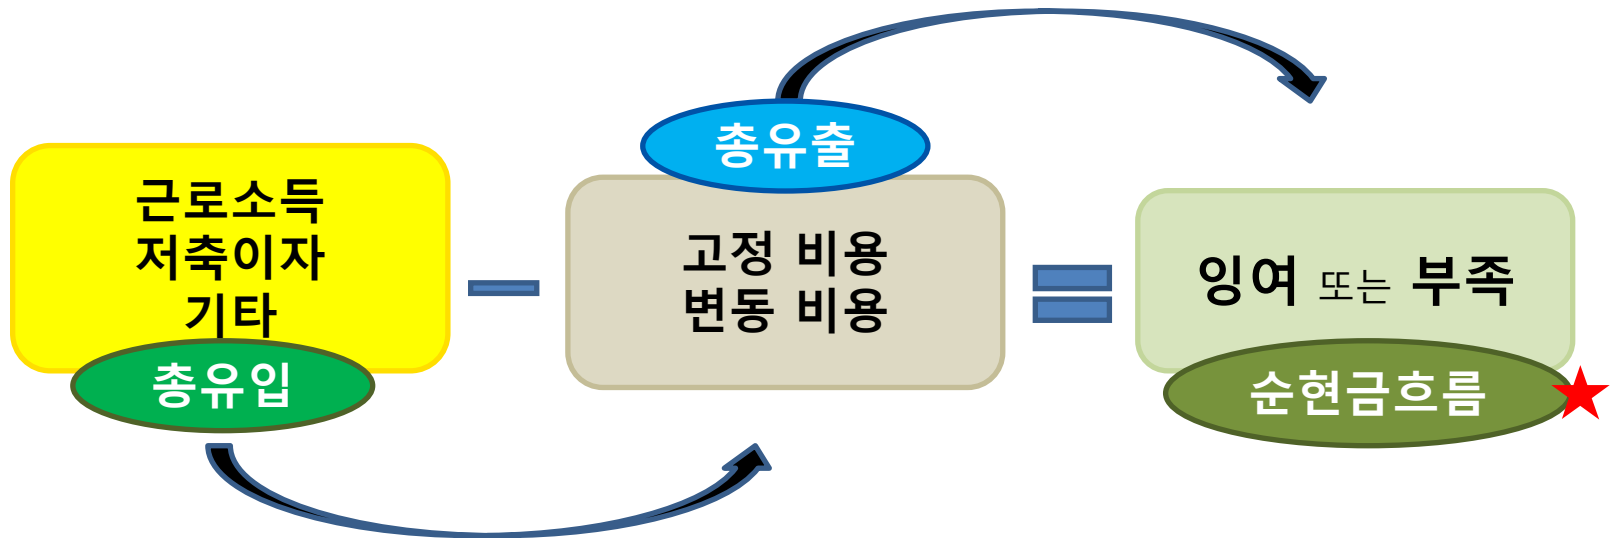 근로소득
저축이자
기타
총유입
총유출
고정 비용
변동 비용
잉여 또는 부족
순현금흐름